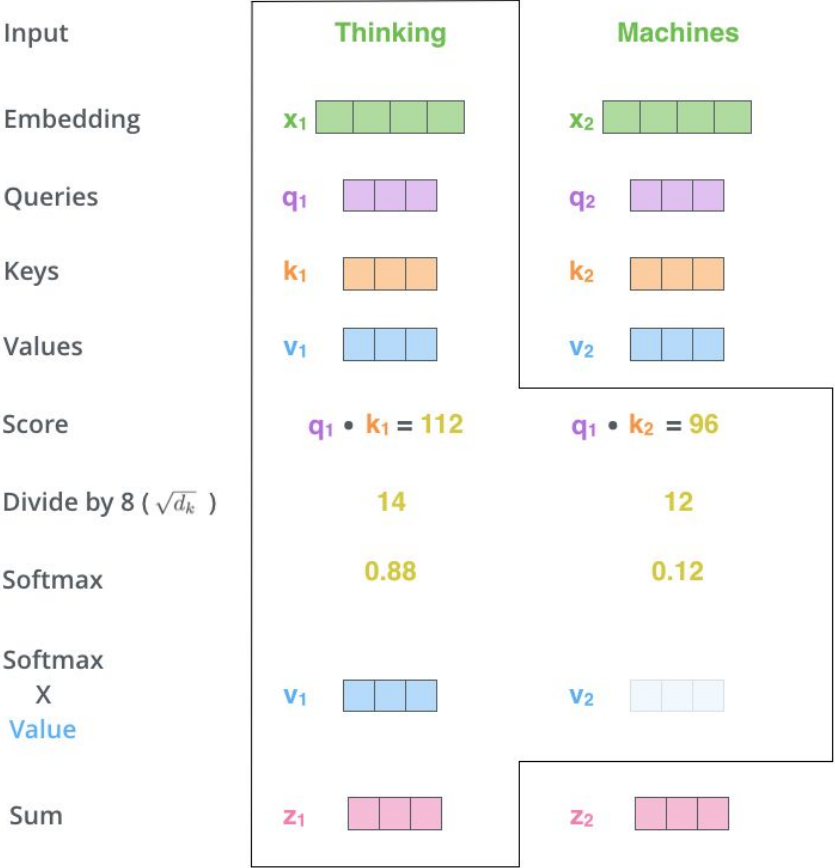 Input Thinking Machines
Embedding x₁ x₂
Queries q₁ q₂
Keys k₁ k₂
Values v₁ v₂
Score q₁ • k₁ = 112 q₁ • k₂ = 96
Divide by 8 ( √dₖ ) 14 12
Softmax 0.88 0.12
Softmax
X
Value v₁ v₂
Sum z₁ z₂